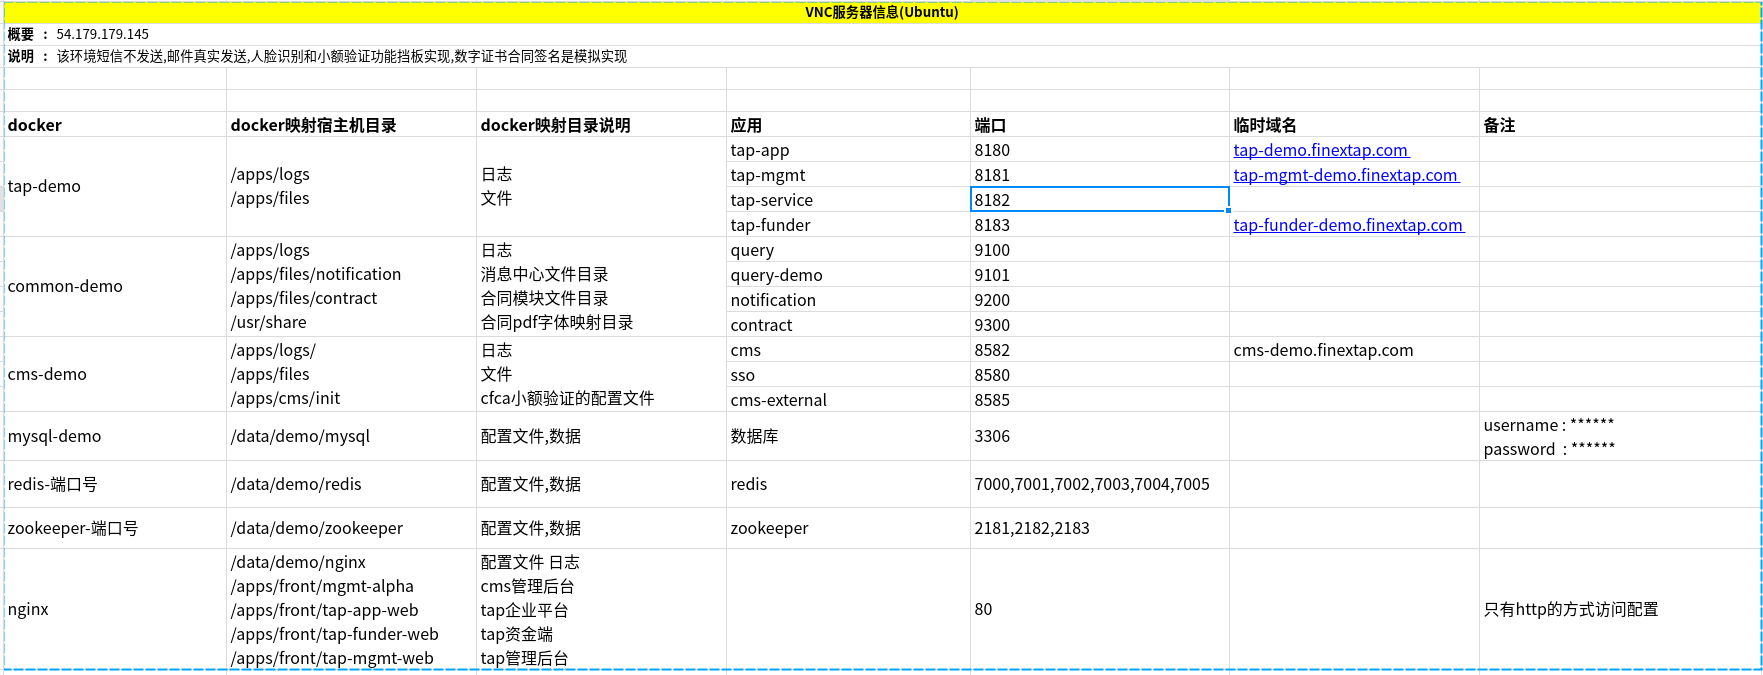 VNC服务器信息(Ubuntu)
概要 : 54.179.179.145
说明 : 该环境短信不发送,邮件真实发送,人脸识别和小额验证功能挡板实现,数字证书合同签名是模拟实现
docker docker映射宿主机目录 docker映射目录说明 应用 端口 临时域名 备注
tap-demo
/apps/logs
/apps/files
日志
文件
tap-app 8180 tap-demo.finextap.com
tap-mgmt 8181 tap-mgmt-demo.finextap.com
tap-service 8182
tap-funder 8183 tap-funder-demo.finextap.com
common-demo
/apps/logs
/apps/files/notification
/apps/files/contract
/usr/share
日志
消息中心文件目录
合同模块文件目录
合同pdf字体映射目录
query 9100
query-demo 9101
notification 9200
contract 9300
cms-demo
/apps/logs/
/apps/files
/apps/cms/init
日志
文件
cfca小额验证的配置文件
cms 8582 cms-demo.finextap.com
sso 8580
cms-external 8585
mysql-demo /data/demo/mysql 配置文件,数据 数据库 3306
username : ******
password : ******
redis-端口号 /data/demo/redis 配置文件,数据 redis 7000,7001,7002,7003,7004,7005
zookeeper-端口号 /data/demo/zookeeper 配置文件,数据 zookeeper 2181,2182,2183
nginx
/data/demo/nginx
/apps/front/mgmt-alpha
/apps/front/tap-app-web
/apps/front/tap-funder-web
/apps/front/tap-mgmt-web
配置文件 日志
cms管理后台
tap企业平台
tap资金端
tap管理后台
80
只有http的方式访问配置